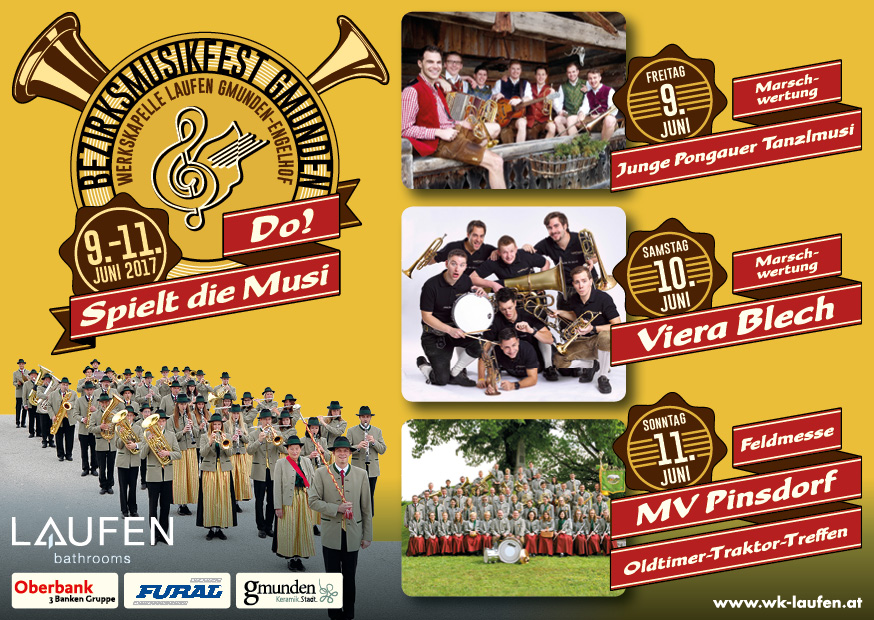 BEZIRKSMUSIKFEST GMUNDEN
WERKSKAPELLE LAUFEN GMUNDEN-ENGELHOF
9.-11.
JUNI 2017
Do!
Spielt die Musi
FREITAG
9.
JUNI
Marsch-
wertung
Junge Pongauer Tanzlmusi
SAMSTAG
10.
JUNI
Marsch-
wertung
Viera Blech
SONNTAG
11.
JUNI
Feldmesse
MV Pinsdorf
Oldtimer-Traktor-Treffen
LAUFEN
bathrooms
Oberbank
3 Banken Gruppe
FURAL
gmunden
Keramik.Stadt.
www.wk-laufen.at